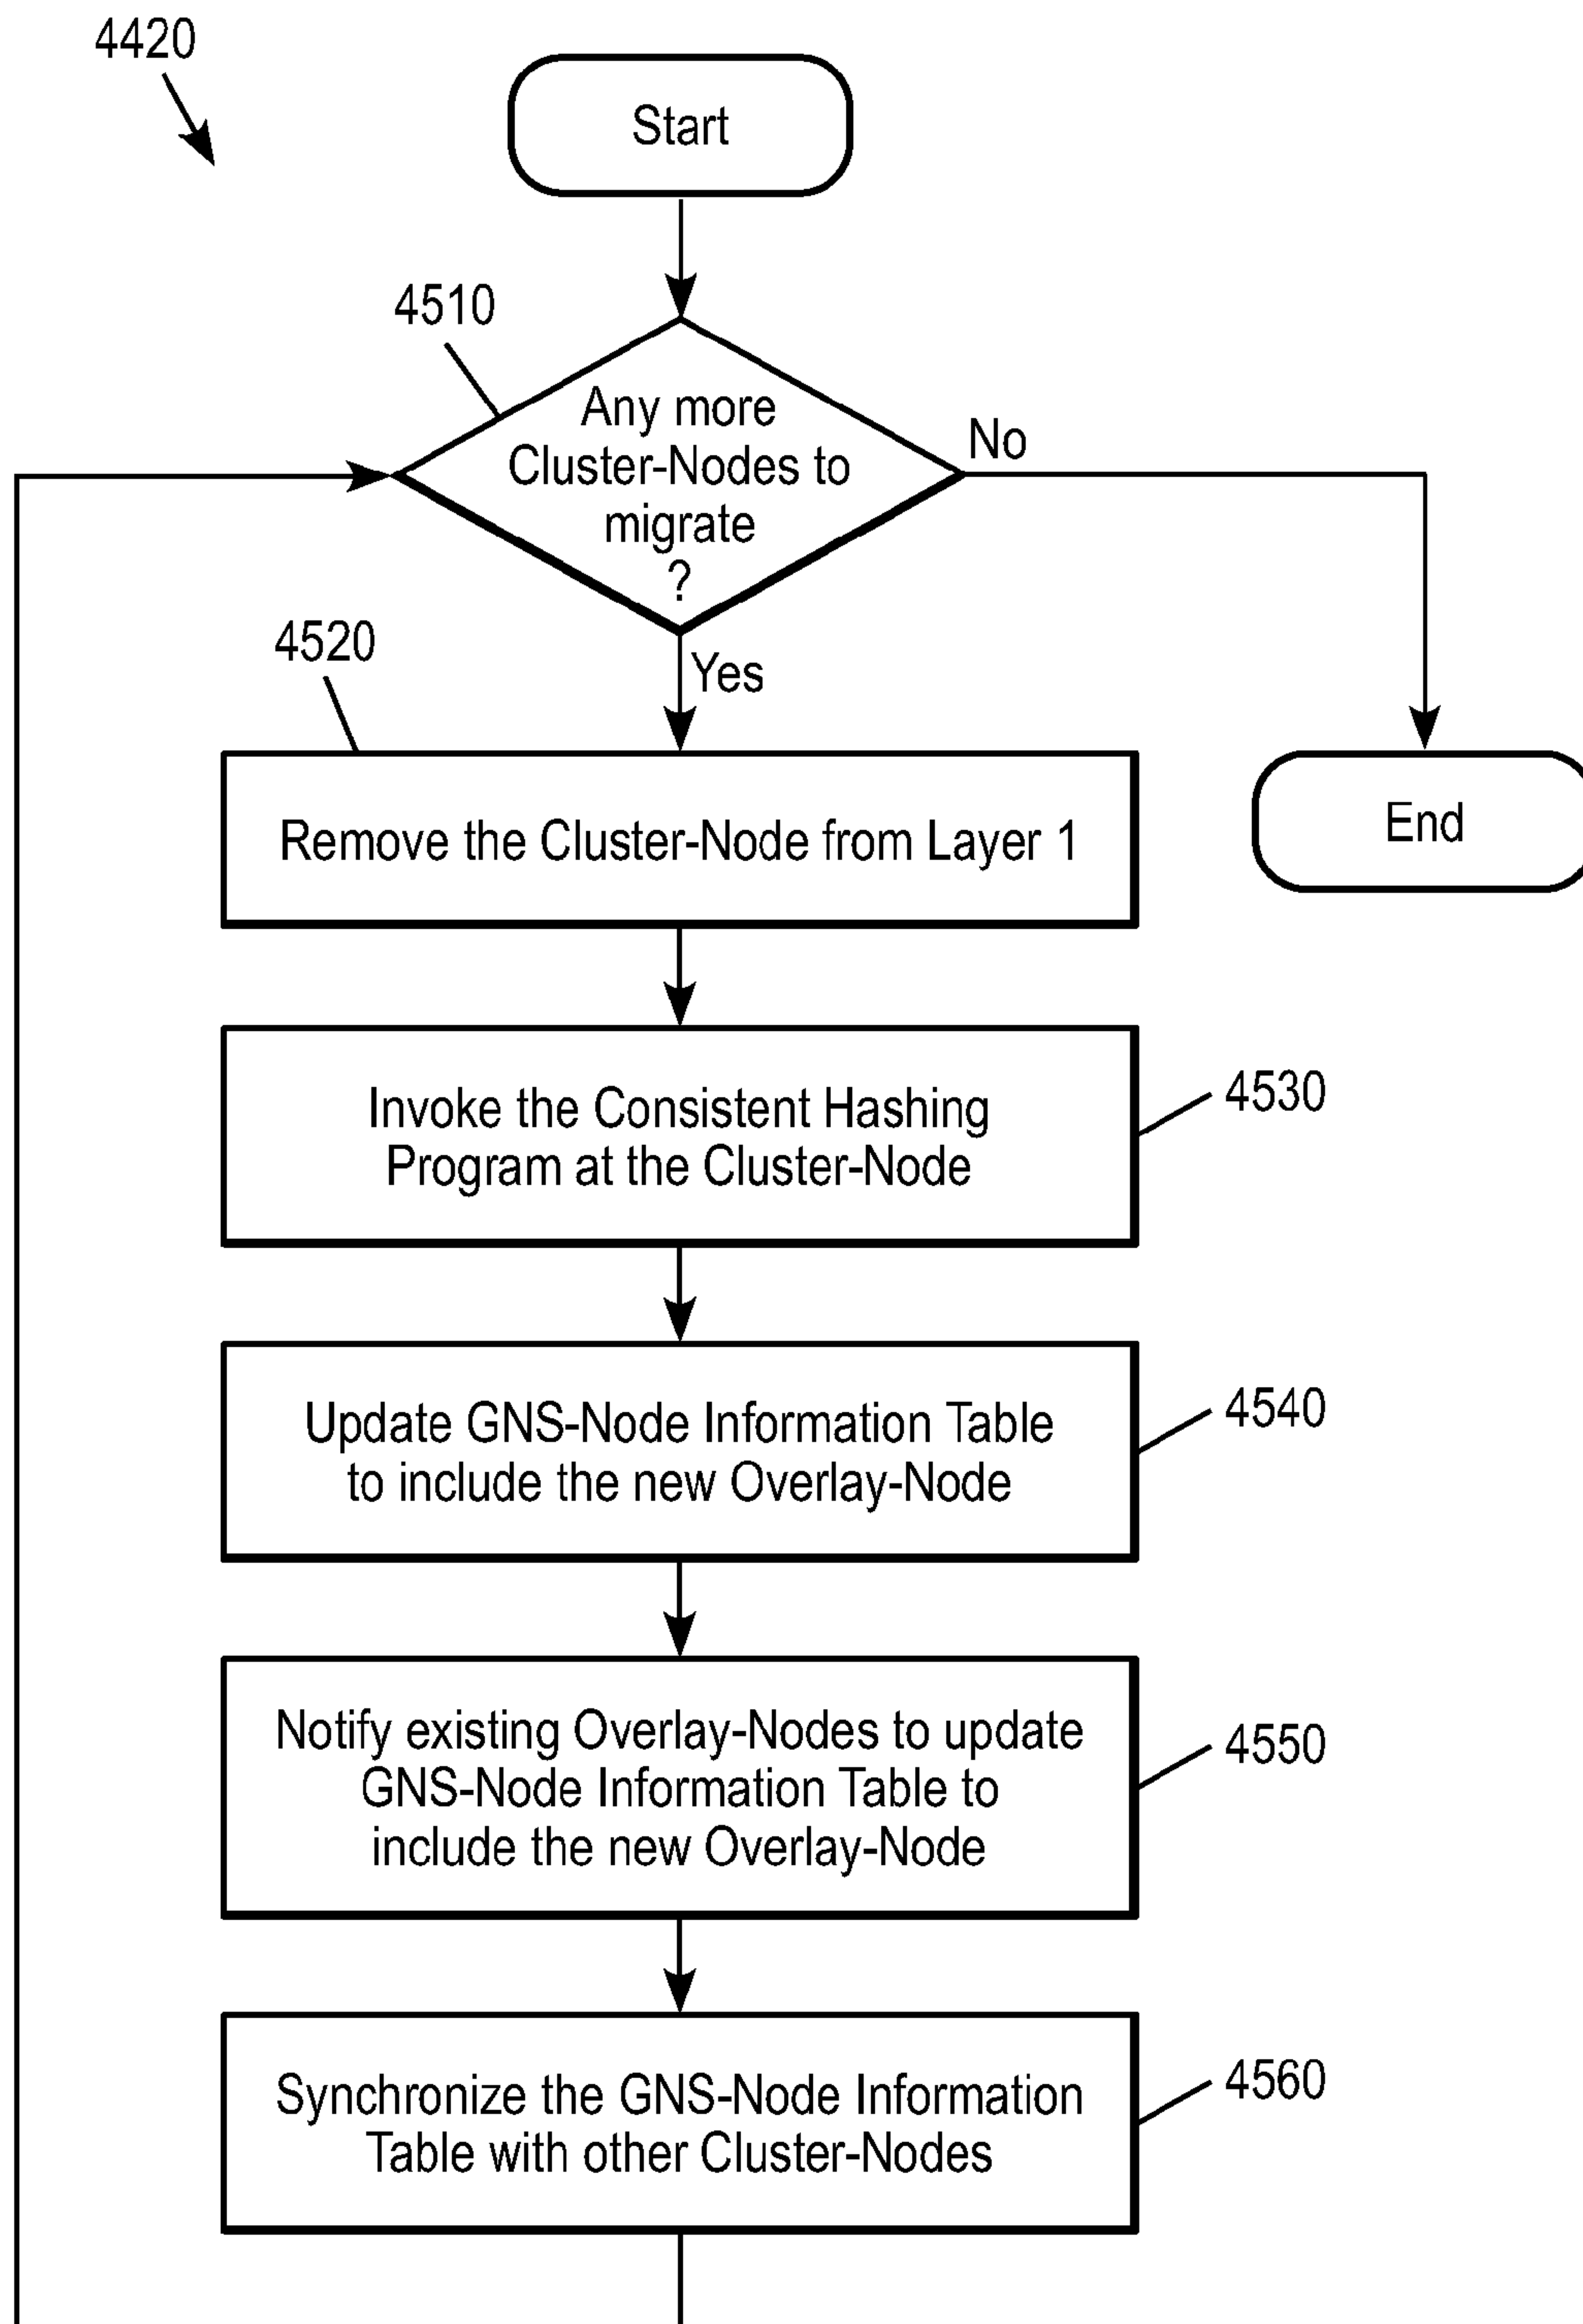 4420
Start
4510
Any more
Cluster-Nodes to
migrate
?
No
4520
Yes
Remove the Cluster-Node from Layer 1
End
Invoke the Consistent Hashing
Program at the Cluster-Node
4530
Update GNS-Node Information Table
to include the new Overlay-Node
4540
Notify existing Overlay-Nodes to update
GNS-Node Information Table to
include the new Overlay-Node
4550
Synchronize the GNS-Node Information
Table with other Cluster-Nodes
4560